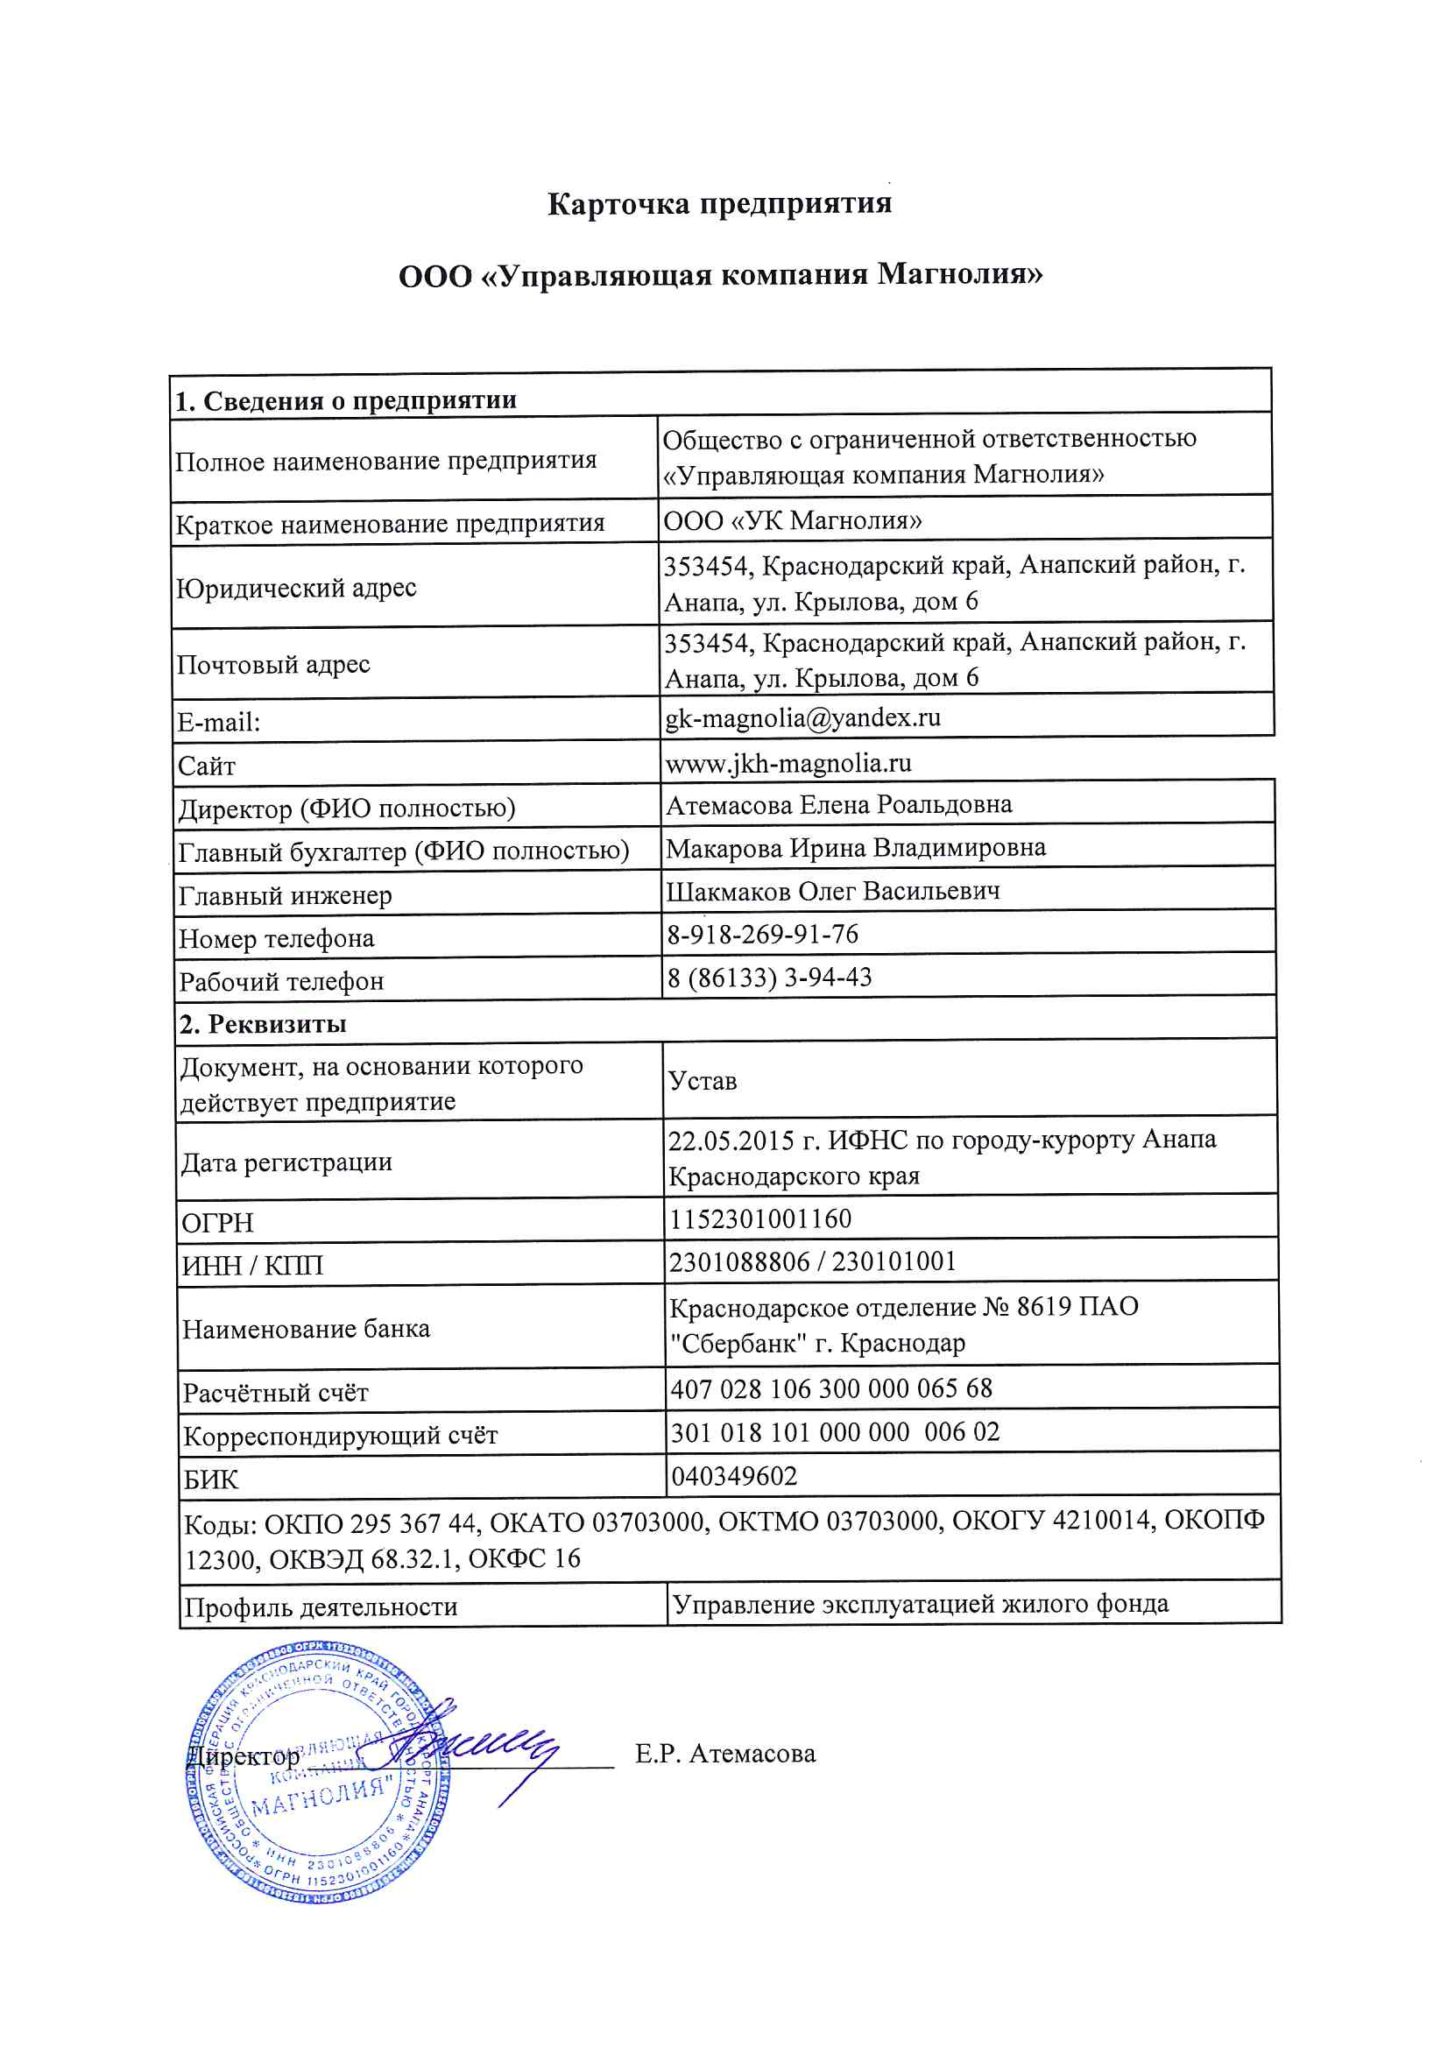 Карточка предприятия
ООО «Управляющая компания Магнолия»
1. Сведения о предприятии
Полное наименование предприятия
Общество с ограниченной ответственностью
«Управляющая компания Магнолия»
Краткое наименование предприятия
ООО «УК Магнолия»
Юридический адрес
353454, Краснодарский край, Анапский район, г.
Анапа, ул. Крылова, дом 6
Почтовый адрес
353454, Краснодарский край, Анапский район, г.
Анапа, ул. Крылова, дом 6
E-mail:
gk-magnolia@yandex.ru
Сайт
www.jkh-magnolia.ru
Директор (ФИО полностью)
Атемасова Елена Роальдовна
Главный бухгалтер (ФИО полностью)
Макарова Ирина Владимировна
Главный инженер
Шакмаков Олег Васильевич
Номер телефона
8-918-269-91-76
Рабочий телефон
8 (86133) 3-94-43
2. Реквизиты
Документ, на основании которого
действует предприятие
Устав
Дата регистрации
22.05.2015 г. ИФНС по городу-курорту Анапа
Краснодарского края
ОГРН
1152301001160
ИНН / КПП
2301088806 / 230101001
Наименование банка
Краснодарское отделение № 8619 ПАО
"Сбербанк" г. Краснодар
Расчётный счёт
407 028 106 300 000 065 68
Корреспондирующий счёт
301 018 101 000 000 006 02
БИК
040349602
Коды: ОКПО 295 367 44, ОКАТО 03703000, ОКТМО 03703000, ОКОГУ 4210014, ОКОПФ
12300, ОКВЭД 68.32.1, ОКФС 16
Профиль деятельности
Управление эксплуатацией жилого фонда
Директор
Е.Р. Атемасова
РОССИЙСКАЯ ФЕДЕРАЦИЯ КРАСНОДАРСКИЙ КРАЙ ГОРОД-КУРОРТ АНАПА
* ОГРН 1152301001160 *
ОБЩЕСТВО С ОГРАНИЧЕННОЙ ОТВЕТСТВЕННОСТЬЮ
* ИНН 2301088806 *
КОМПАНИЯ
МАГНОЛИЯ"